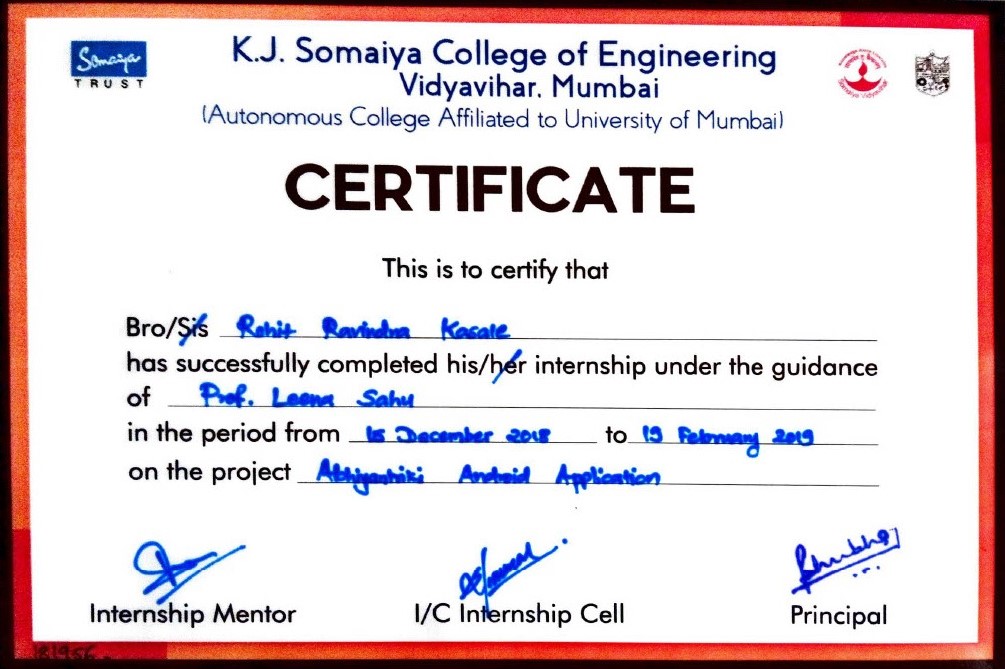 Somaiya
TRUST
K.J. Somaiya College of Engineering
Vidyavihar, Mumbai
(Autonomous College Affiliated to University of Mumbai)
CERTIFICATE
This is to certify that
Bro/Sis Rohit Ravindra Kasale
has successfully completed his/her internship under the guidance
of Prof. Leena Sahu
in the period from 15 December 2018 to 19 February 2019
on the project Abhiyantriki Android Application
Internship Mentor I/C Internship Cell Principal